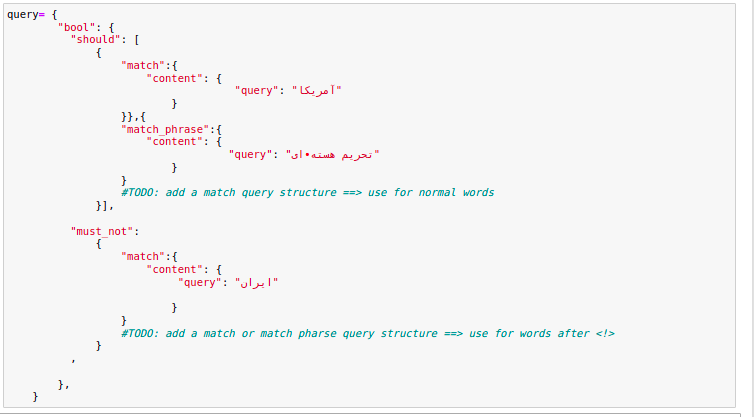 query= {
"bool": {
"should": [
{
"match":{
"content": {
"query": "آمریکا"
}
}},{
"match_phrase":{
"content": {
"query": "تحریم هسته•ای"
}
}
#TODO: add a match query structure ==> use for normal words
}],
"must_not":
{
"match":{
"content": {
"query": "ایران"
}
}
#TODO: add a match or match pharse query structure ==> use for words after <!>
}
,
},
}